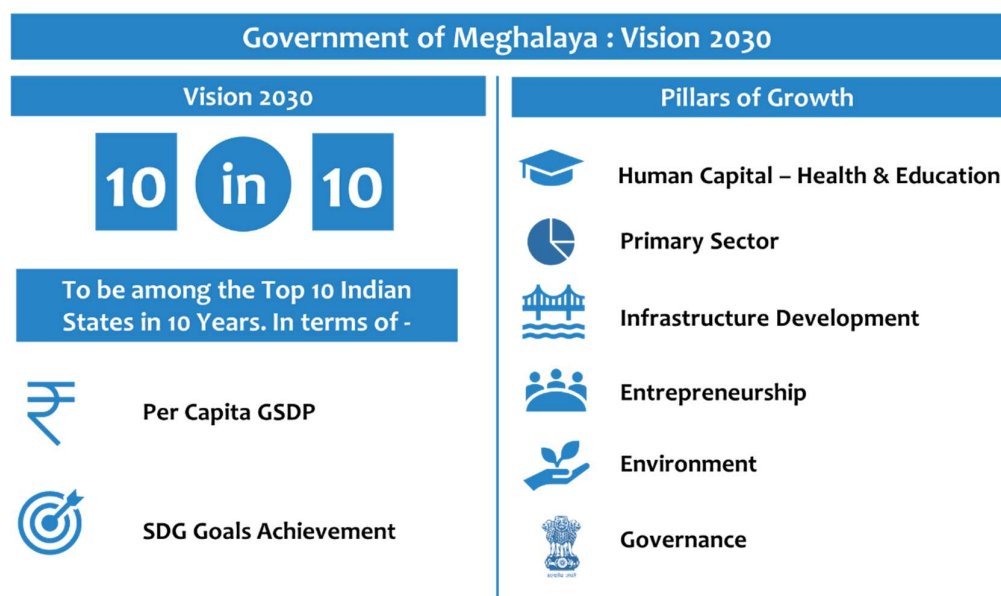 Government of Meghalaya : Vision 2030
Vision 2030
10 in 10
To be among the Top 10 Indian
States in 10 Years. In terms of -
Per Capita GSDP
SDG Goals Achievement
Pillars of Growth
Human Capital – Health & Education
Primary Sector
Infrastructure Development
Entrepreneurship
Environment
Governance